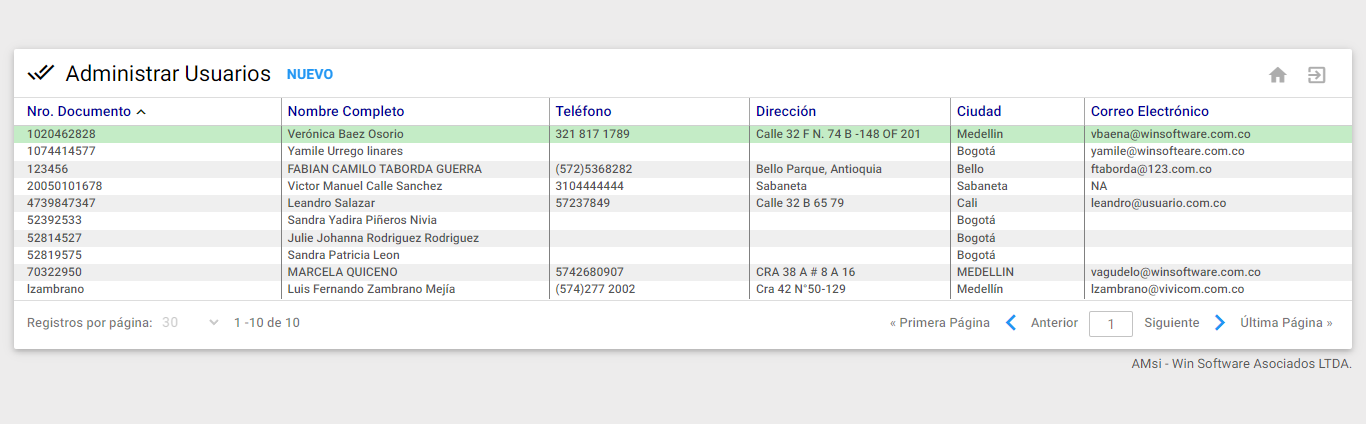 Administrar Usuarios NUEVO
Nro. Documento Nombre Completo Teléfono Dirección Ciudad Correo Electrónico
1020462828 Verónica Baez Osorio 321 817 1789 Calle 32 F N. 74 B -148 OF 201 Medellin vbaena@winsoftware.com.co
1074414577 Yamile Urrego linares Bogotá yamile@winsofteare.com.co
123456 FABIAN CAMILO TABORDA GUERRA (572)5368282 Bello Parque, Antioquia Bello ftaborda@123.com.co
20050101678 Victor Manuel Calle Sanchez 3104444444 Sabaneta Sabaneta NA
4739847347 Leandro Salazar 57237849 Calle 32 B 65 79 Cali leandro@usuario.com.co
52392533 Sandra Yadira Piñeros Nivia Bogotá
52814527 Julie Johanna Rodriguez Rodriguez Bogotá
52819575 Sandra Patricia Leon Bogotá
70322950 MARCELA QUICENO 5742680907 CRA 38 A # 8 A 16 MEDELLIN vagudelo@winsoftware.com.co
lzambrano Luis Fernando Zambrano Mejía (574)277 2002 Cra 42 N°50-129 Medellín lzambrano@vivicom.com.co
Registros por página: 30 1 -10 de 10 « Primera Página Anterior 1 Siguiente Última Página »
AMsi - Win Software Asociados LTDA.